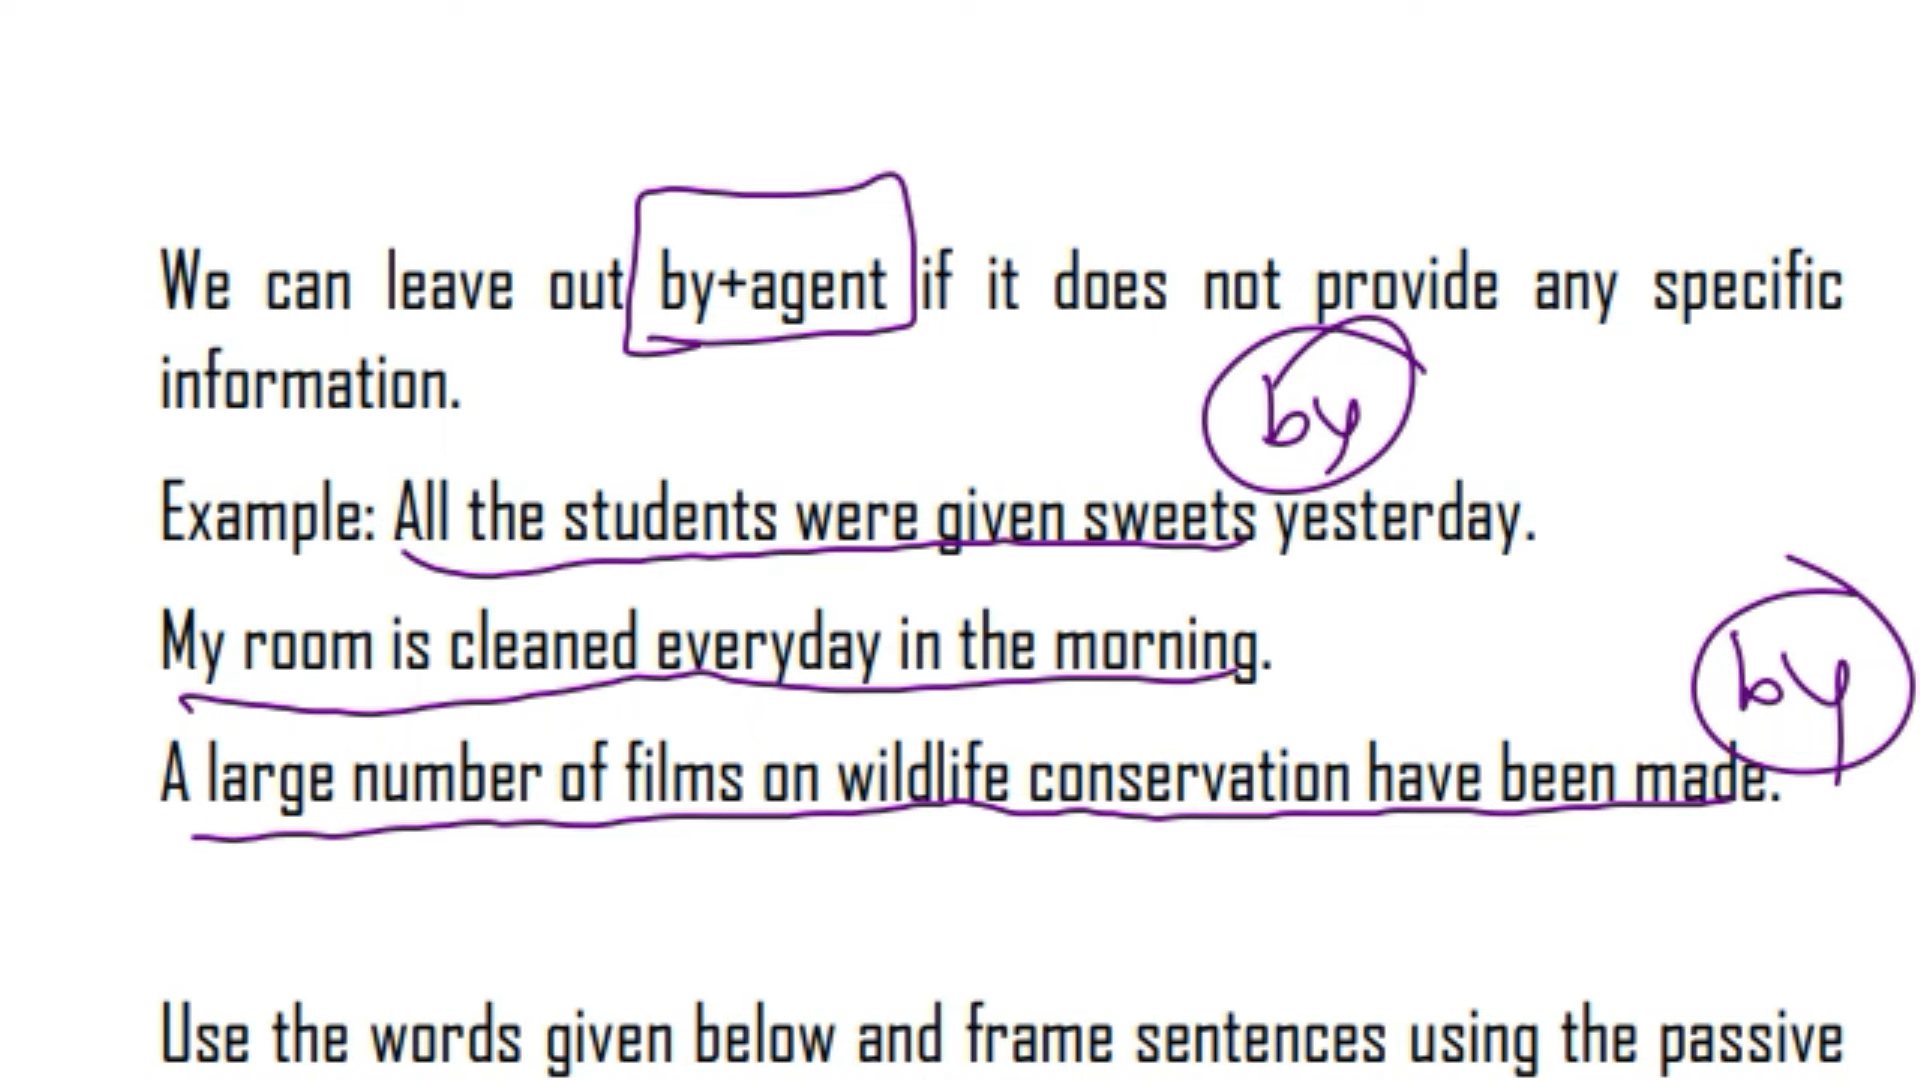 We can leave out by+agent if it does not provide any specific
information.
by
Example: All the students were given sweets yesterday.
My room is cleaned everyday in the morning.
by
A large number of films on wildlife conservation have been made.
Use the words given below and frame sentences using the passive